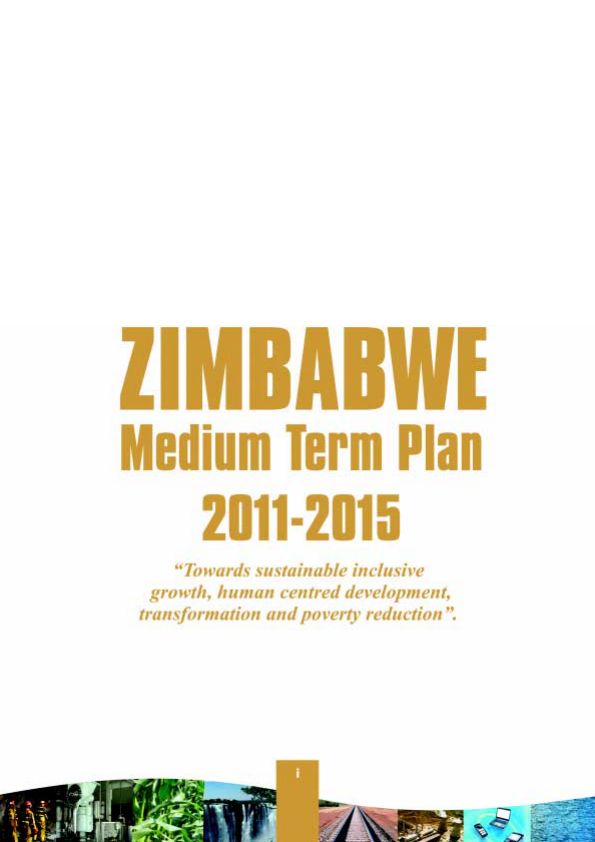 ZIMBABWE
Medium Term Plan
2011-2015
“Towards sustainable inclusive
growth, human centred development,
transformation and poverty reduction”.
i